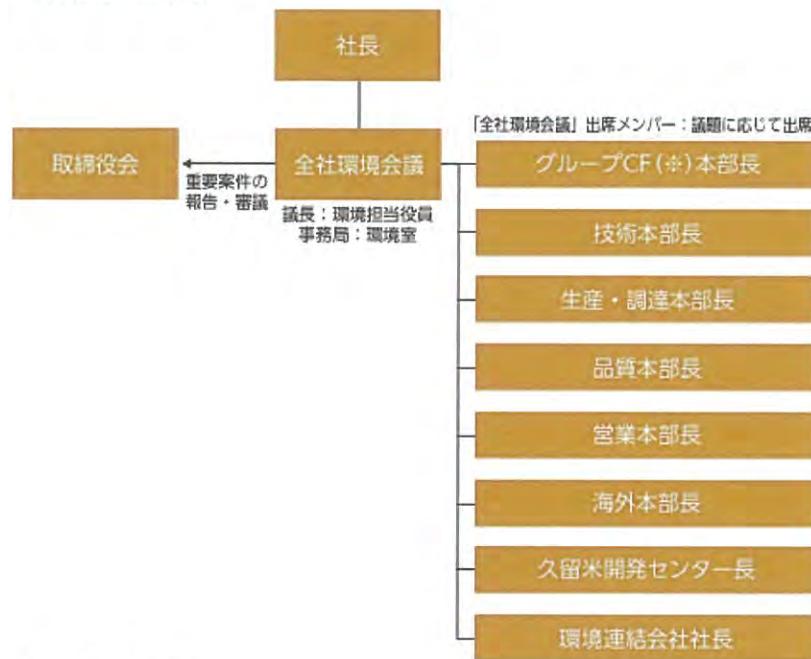 社長
取締役会
重要案件の
報告・審議
全社環境会議
議長：環境担当役員
事務局：環境室
「全社環境会議」出席メンバー：議題に応じて出席
グループCF(※)本部長
技術本部長
生産・調達本部長
品質本部長
営業本部長
海外本部長
久留米開発センター長
環境連結会社社長